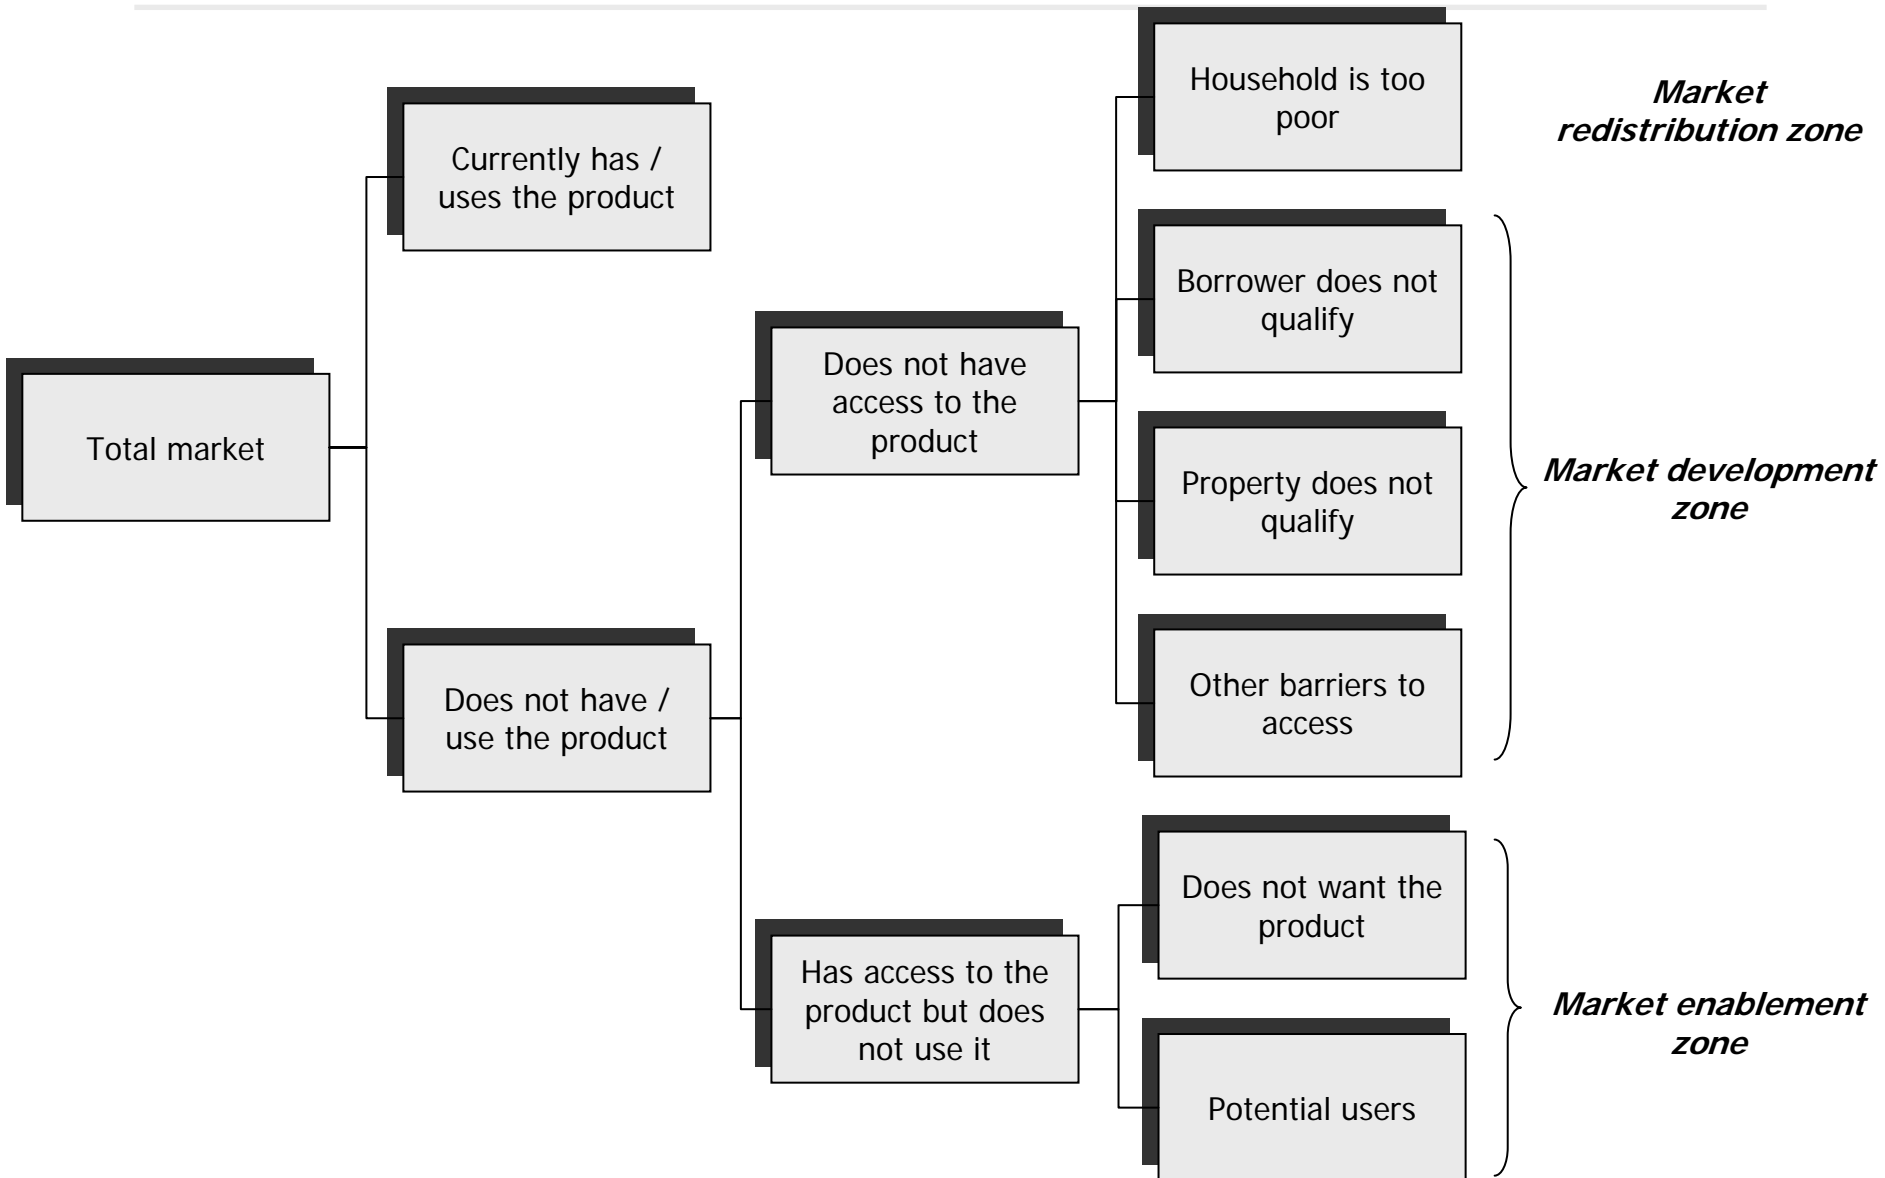 Household is too
poor
Market
redistribution zone
Currently has /
uses the product
Borrower does not
qualify
Does not have
access to the
product
Total market
Property does not
qualify
Market development
zone
Other barriers to
access
Does not have /
use the product
Does not want the
product
Has access to the
product but does
not use it
Market enablement
zone
Potential users